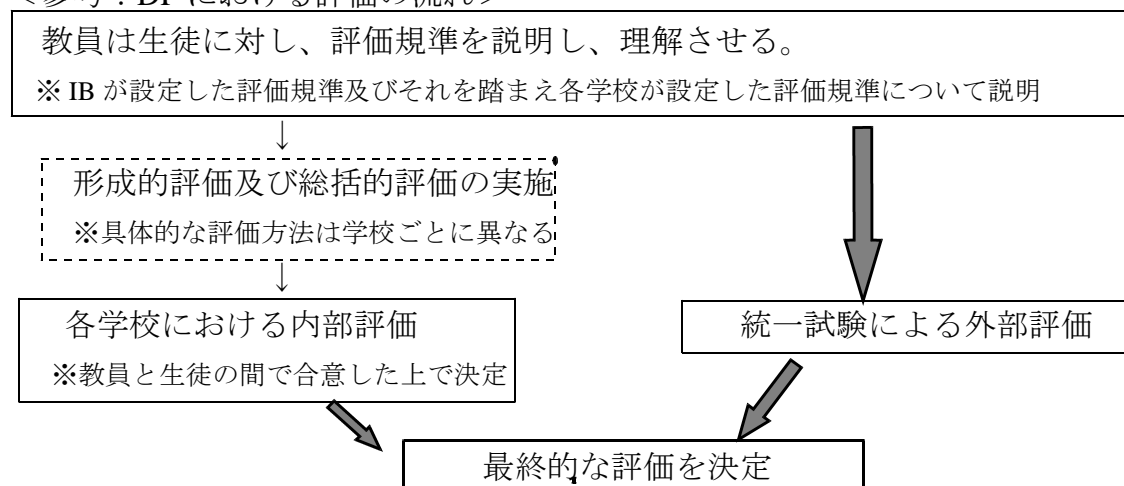 <参考：DP における評価の流れ>
教員は生徒に対し、評価規準を説明し、理解させる。
※ IB が設定した評価規準及びそれを踏まえ各学校が設定した評価規準について説明
↓
形成的評価及び総括的評価の実施
※具体的な評価方法は学校ごとに異なる
↓
各学校における内部評価
※教員と生徒の間で合意した上で決定
統一試験による外部評価
最終的な評価を決定